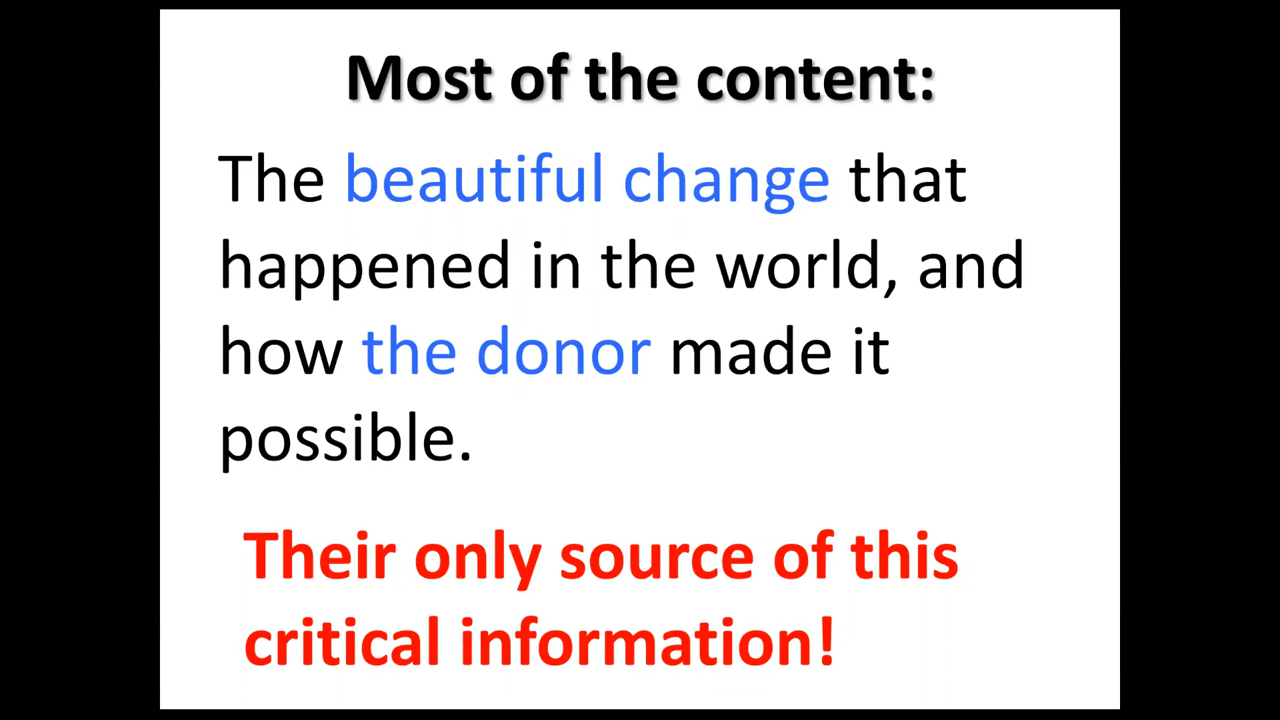 Most of the content:
The beautiful change that
happened in the world, and
how the donor made it
possible.
Their only source of this
critical information!